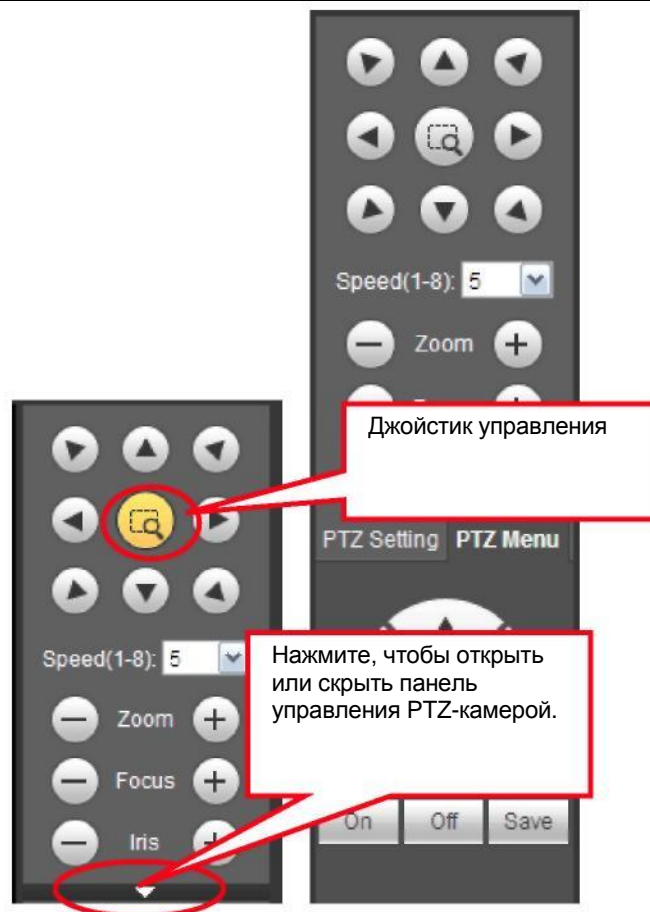 Speed(1-8): 5
Zoom
Джойстик управления
PTZ Setting PTZ Menu
Speed(1-8): 5
Zoom
Focus
Iris
Нажмите, чтобы открыть
или скрыть панель
управления PTZ-камерой.
On Off Save